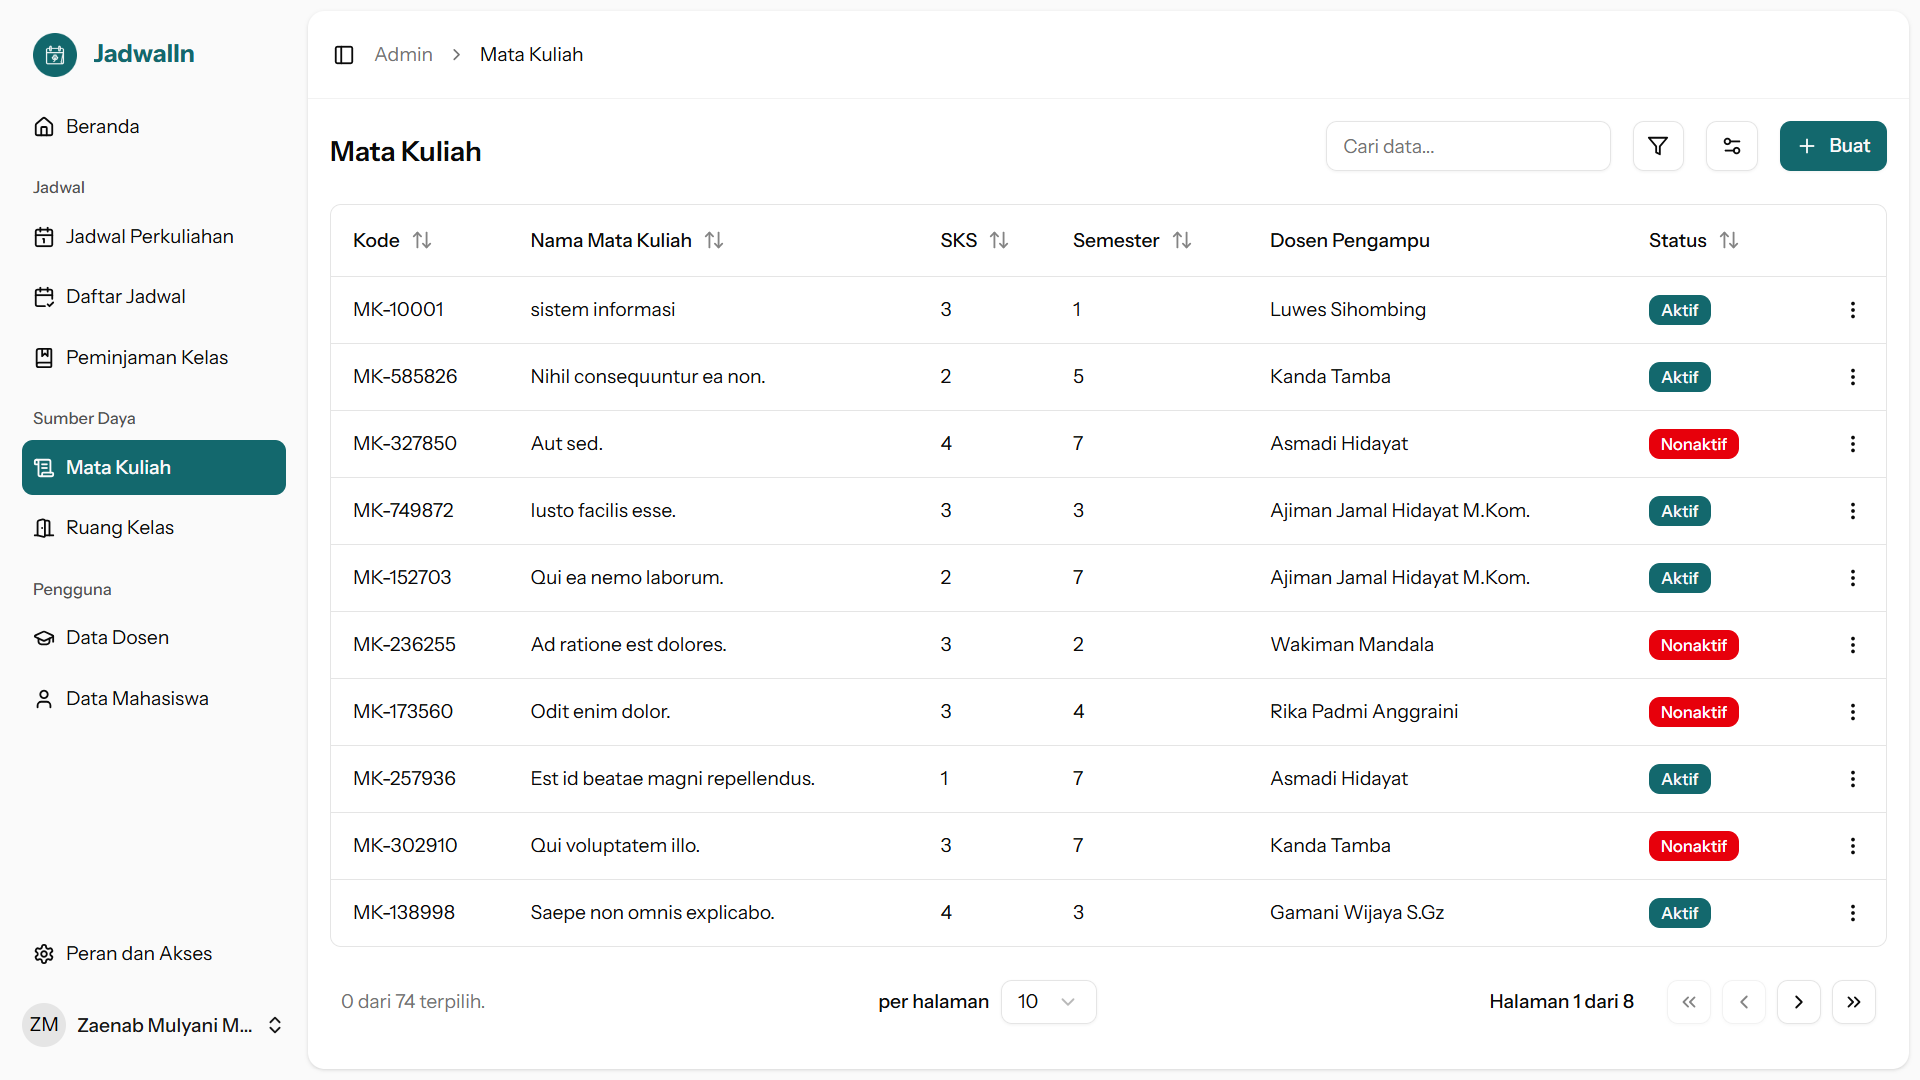 JadwalIn
Beranda
Jadwal
Jadwal Perkuliahan
Daftar Jadwal
Peminjaman Kelas
Sumber Daya
Mata Kuliah
Ruang Kelas
Pengguna
Data Dosen
Data Mahasiswa
Peran dan Akses
ZM Zaenab Mulyani M...
Admin > Mata Kuliah
Mata Kuliah
Cari data...
+ Buat
Kode Nama Mata Kuliah SKS Semester Dosen Pengampu Status
MK-10001 sistem informasi 3 1 Luwes Sihombing Aktif
MK-585826 Nihil consequuntur ea non. 2 5 Kanda Tamba Aktif
MK-327850 Aut sed. 4 7 Asmadi Hidayat Nonaktif
MK-749872 Iusto facilis esse. 3 3 Ajiman Jamal Hidayat M.Kom. Aktif
MK-152703 Qui ea nemo laborum. 2 7 Ajiman Jamal Hidayat M.Kom. Aktif
MK-236255 Ad ratione est dolores. 3 2 Wakiman Mandala Nonaktif
MK-173560 Odit enim dolor. 3 4 Rika Padmi Anggraini Nonaktif
MK-257936 Est id beatae magni repellendus. 1 7 Asmadi Hidayat Aktif
MK-302910 Qui voluptatem illo. 3 7 Kanda Tamba Nonaktif
MK-138998 Saepe non omnis explicabo. 4 3 Gamani Wijaya S.Gz Aktif
0 dari 74 terpilih. per halaman 10 Halaman 1 dari 8